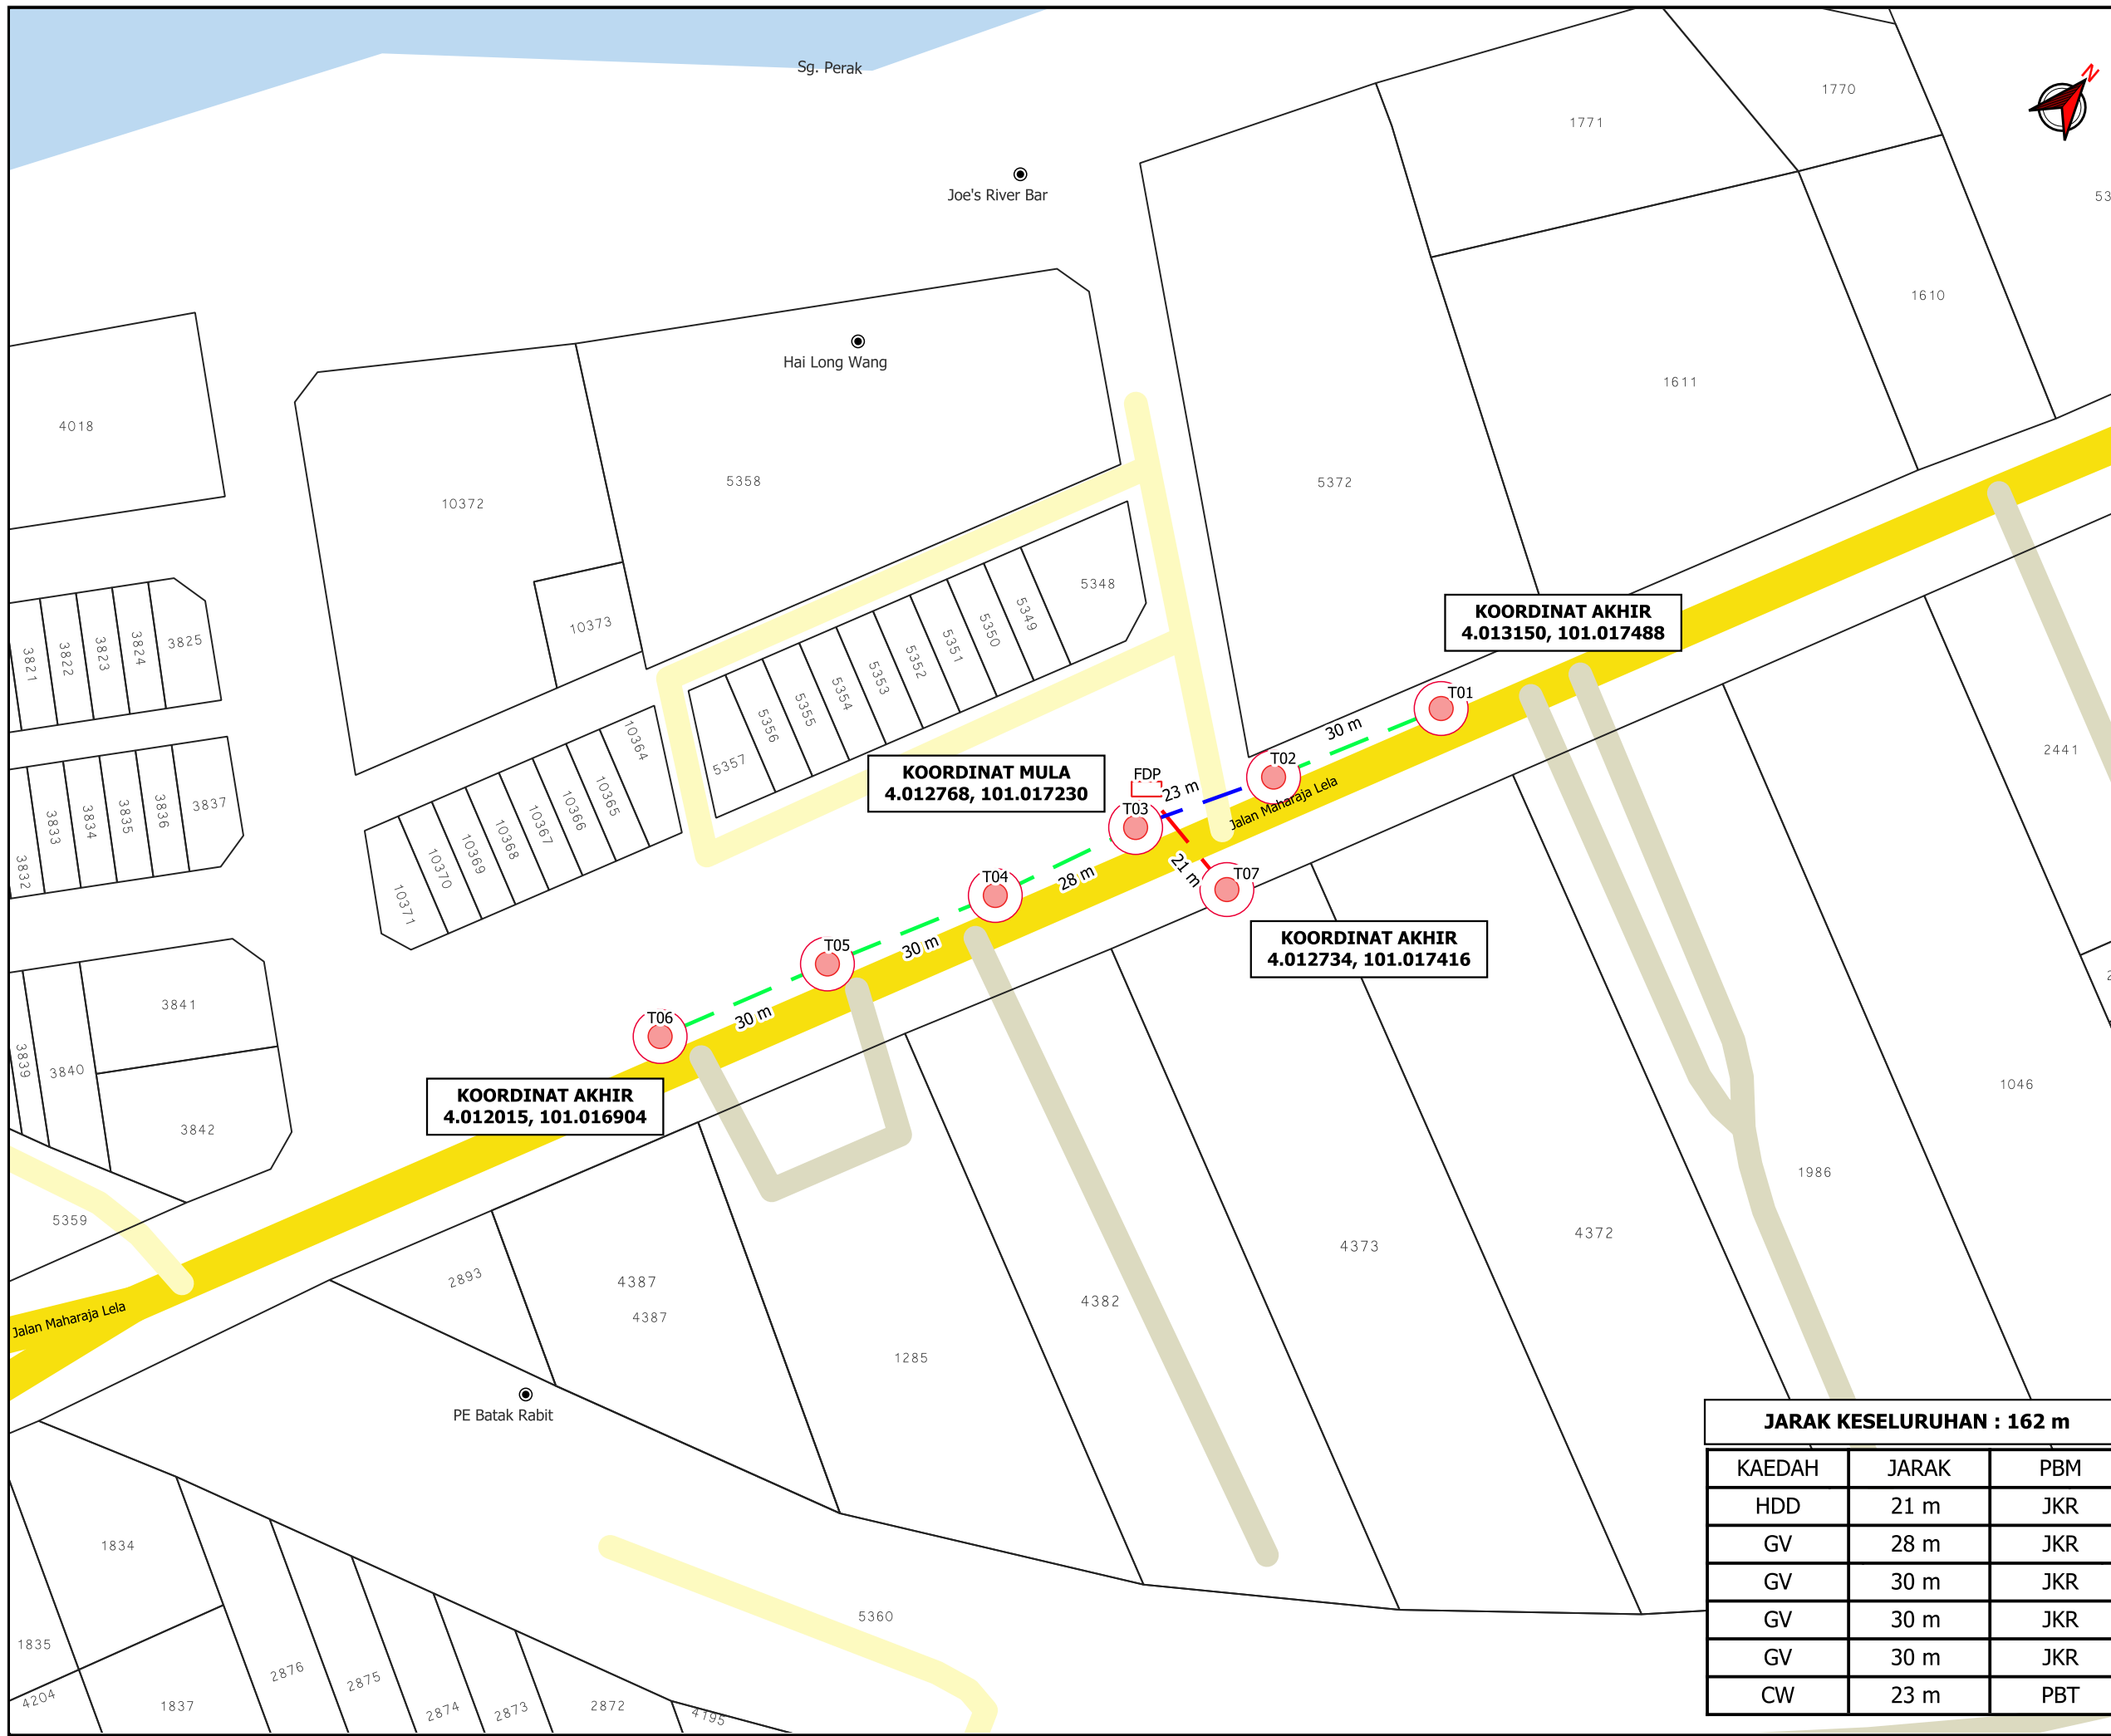 Sg. Perak
N
1770
1771
53
Joe's River Bar
1610
Hai Long Wang
1611
4018
5358
5372
10372
10373
5348
5349
5350
5351
5352
5353
5354
5355
5356
5357
3821
3822
3823
3824
3825
KOORDINAT AKHIR
4.013150, 101.017488
T01
30 m
T02
10364
10365
10366
10367
10368
10369
10370
10371
2441
KOORDINAT MULA
4.012768, 101.017230
FDP
23 m
T03
Jalan Maharaja Lela
3832
3833
3834
3835
3836
3837
21 m
T07
28 m
T04
KOORDINAT AKHIR
4.012734, 101.017416
30 m
T05
30 m
T06
3841
3839
3840
3842
1046
KOORDINAT AKHIR
4.012015, 101.016904
1986
5359
4372
4373
2893
4387
4387
4382
Jalan Maharaja Lela
1285
PE Batak Rabit
JARAK KESELURUHAN : 162 m
KAEDAH JARAK PBM
HDD 21 m JKR
GV 28 m JKR
GV 30 m JKR
GV 30 m JKR
GV 30 m JKR
CW 23 m PBT
1834
5360
1835
4204
1837
2876
2875
2874
2873
2872
4195